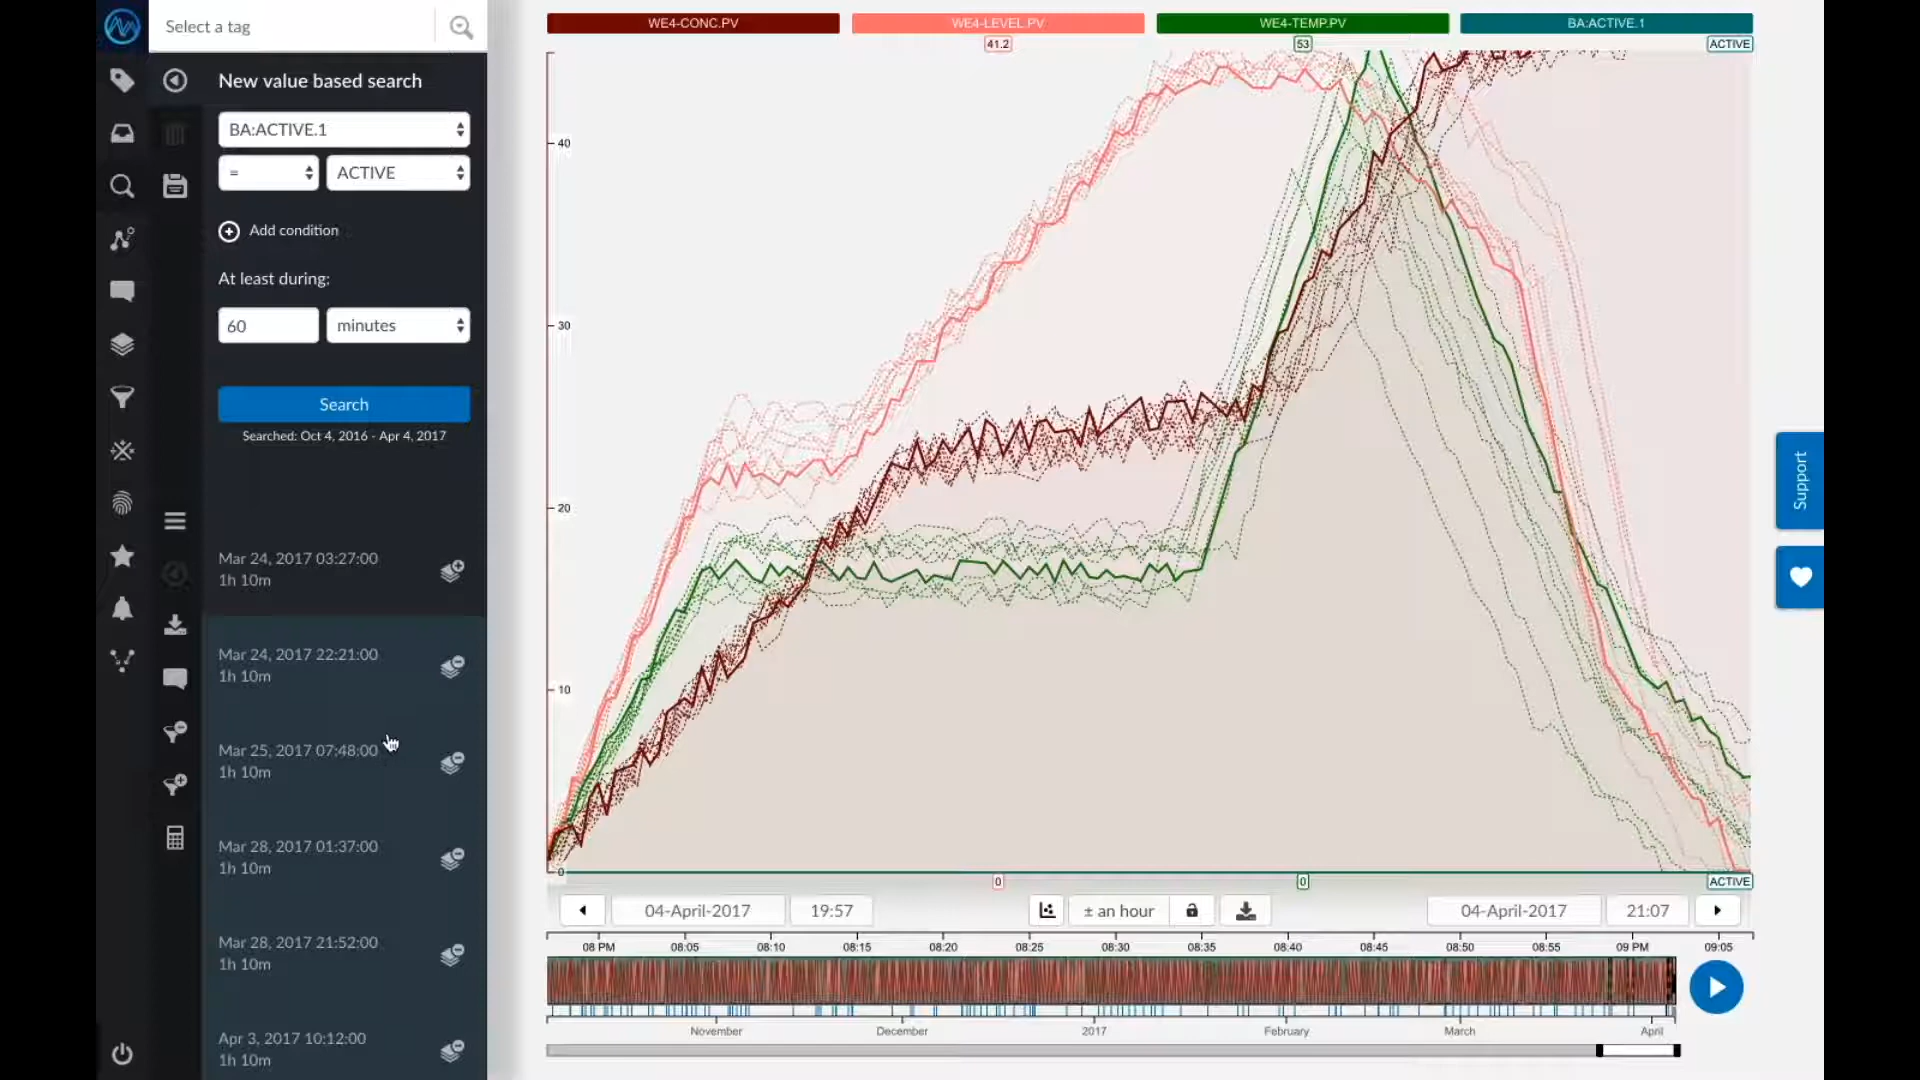 Select a tag
New value based search
BA:ACTIVE.1
= ACTIVE
Add condition
At least during:
60 minutes
Search
Searched: Oct 4, 2016 - Apr 4, 2017
Mar 24, 2017 03:27:00
1h 10m
Mar 24, 2017 22:21:00
1h 10m
Mar 25, 2017 07:48:00
1h 10m
Mar 28, 2017 01:37:00
1h 10m
Mar 28, 2017 21:52:00
1h 10m
Apr 3, 2017 10:12:00
1h 10m
WE4-CONC.PV WE4-LEVEL.PV WE4-TEMP.PV BA:ACTIVE.1
41.2 53 ACTIVE
40
30
20
10
0
0 0 ACTIVE
04-April-2017 19:57 ± an hour 04-April-2017 21:07
08 PM 08:05 08:10 08:15 08:20 08:25 08:30 08:35 08:40 08:45 08:50 08:55 09 PM 09:05
November December 2017 February March April
Support